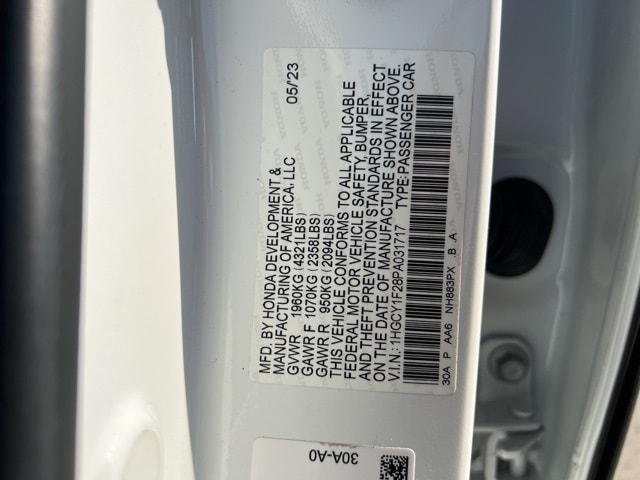 05/'23
MFD. BY HONDA DEVELOPMENT &
MANUFACTURING OF AMERICA, LLC
GVWR 1960KG (4321LBS)
GAWR F 1070KG (2358LBS)
GAWR R 950KG (2094LBS)
THIS VEHICLE CONFORMS TO ALL APPLICABLE
FEDERAL MOTOR VEHICLE SAFETY, BUMPER,
AND THEFT PREVENTION STANDARDS IN EFFECT
ON THE DATE OF MANUFACTURE SHOWN ABOVE.
V.I.N.: 1HGCY1F28PA031717 TYPE: PASSENGER CAR
30A P AA6 NH883PX .B A
30A-A0